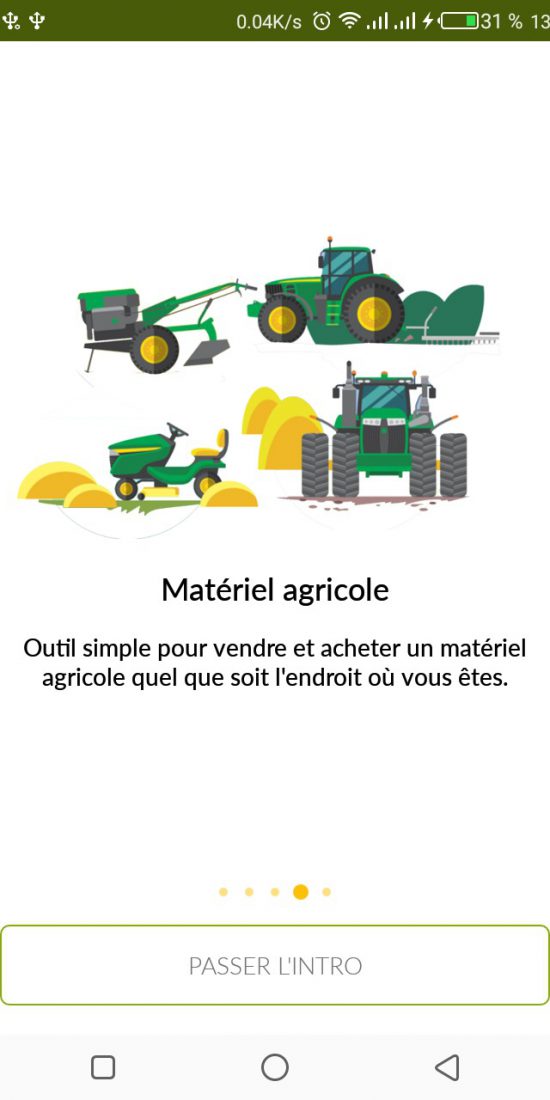 0.04K/s 31 % 13
Matériel agricole
Outil simple pour vendre et acheter un matériel
agricole quel que soit l'endroit où vous êtes.
PASSER L'INTRO